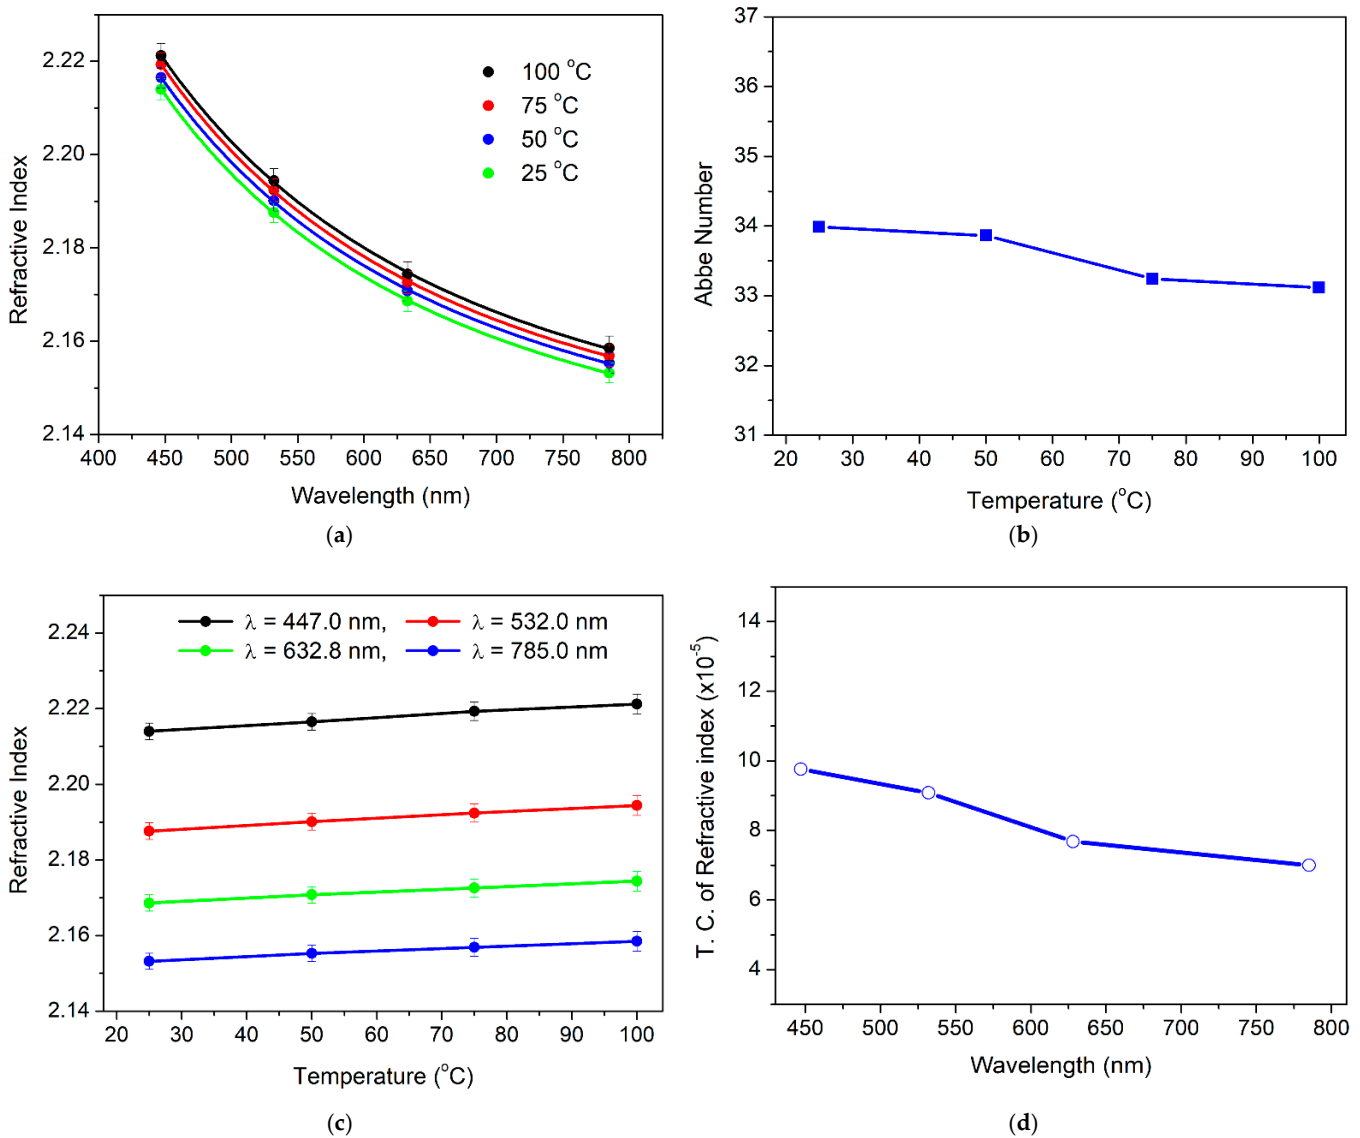 2.22
2.20
2.18
2.16
2.14
Refractive Index
100 °C
75 °C
50 °C
25 °C
400 450 500 550 600 650 700 750 800
Wavelength (nm)
(a)
37
36
35
34
33
32
31
Abbe Number
20 30 40 50 60 70 80 90 100
Temperature (°C)
(b)
2.24
2.22
2.20
2.18
2.16
2.14
Refractive Index
λ = 447.0 nm, λ = 532.0 nm
λ = 632.8 nm, λ = 785.0 nm
20 30 40 50 60 70 80 90 100
Temperature (°C)
(c)
14
12
10
8
6
4
T. C. of Refractive index (x10⁻⁵)
450 500 550 600 650 700 750 800
Wavelength (nm)
(d)